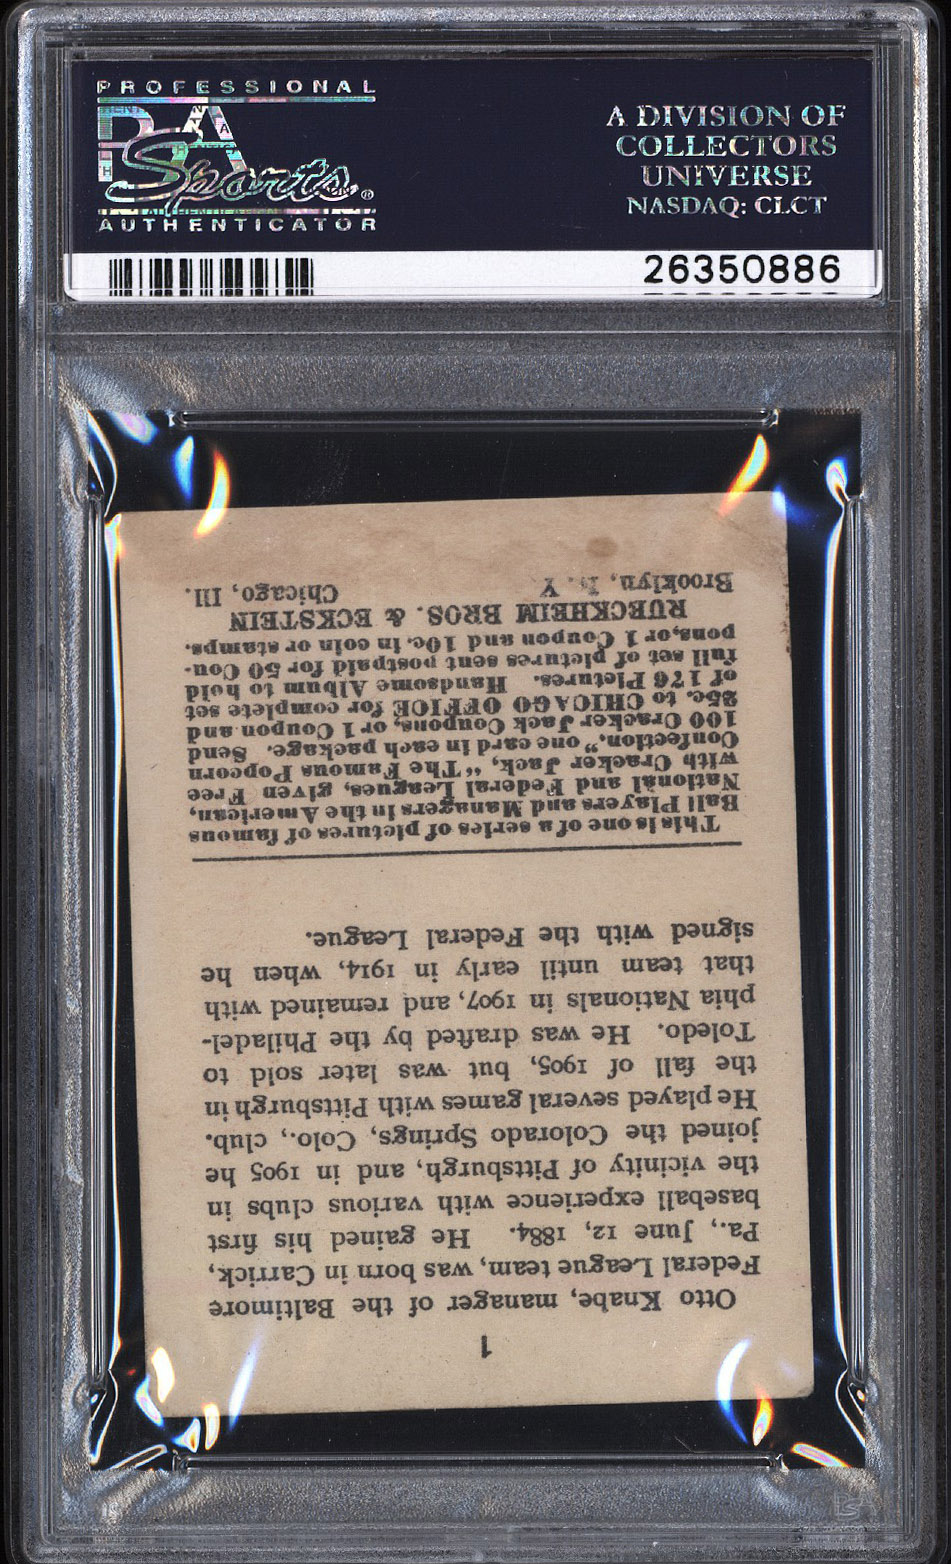 PROFESSIONAL
PSA
Sports®
AUTHENTICATOR
A DIVISION OF
COLLECTORS
UNIVERSE
NASDAQ: CLCT
26350886
1
Otto Knabe, manager of the Baltimore
Federal League team, was born in Carrick,
Pa., June 12, 1884. He gained his first
baseball experience with various clubs in
the vicinity of Pittsburgh, and in 1905 he
joined the Colorado Springs, Colo., club.
He played several games with Pittsburgh in
the fall of 1905, but was later sold to
Toledo. He was drafted by the Philadel-
phia Nationals in 1907, and remained with
that team until early in 1914, when he
signed with the Federal League.
This is one of a series of pictures of famous
Ball Players and Managers in the American,
National and Federal Leagues, given Free
with Cracker Jack, “The Famous Popcorn
Confection,” one card in each package. Send
100 Cracker Jack Coupons, or 1 Coupon and
25c. to CHICAGO OFFICE for complete set
of 176 Pictures. Handsome Album to hold
full set of pictures sent postpaid for 50 Cou-
pons, or 1 Coupon and 10c. in coin or stamps.
RUECKHEIM BROS. & ECKSTEIN
Brooklyn, N. Y. Chicago, Ill.